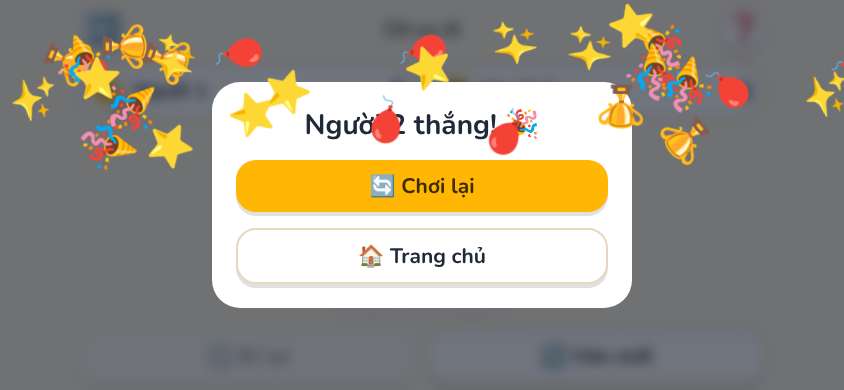 Người 2 thắng! 🎉
🔄 Chơi lại
🏠 Trang chủ